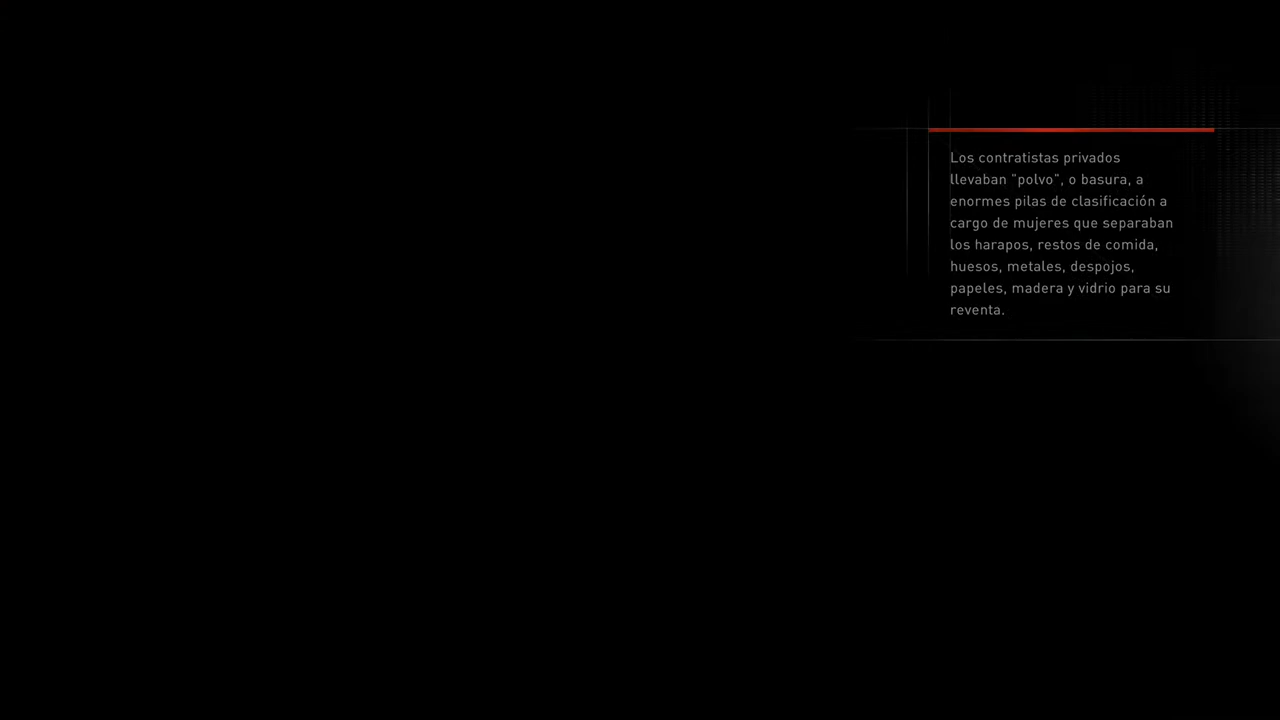 Los contratistas privados
llevaban "polvo", o basura, a
enormes pilas de clasificación a
cargo de mujeres que separaban
los harapos, restos de comida,
huesos, metales, despojos,
papeles, madera y vidrio para su
reventa.